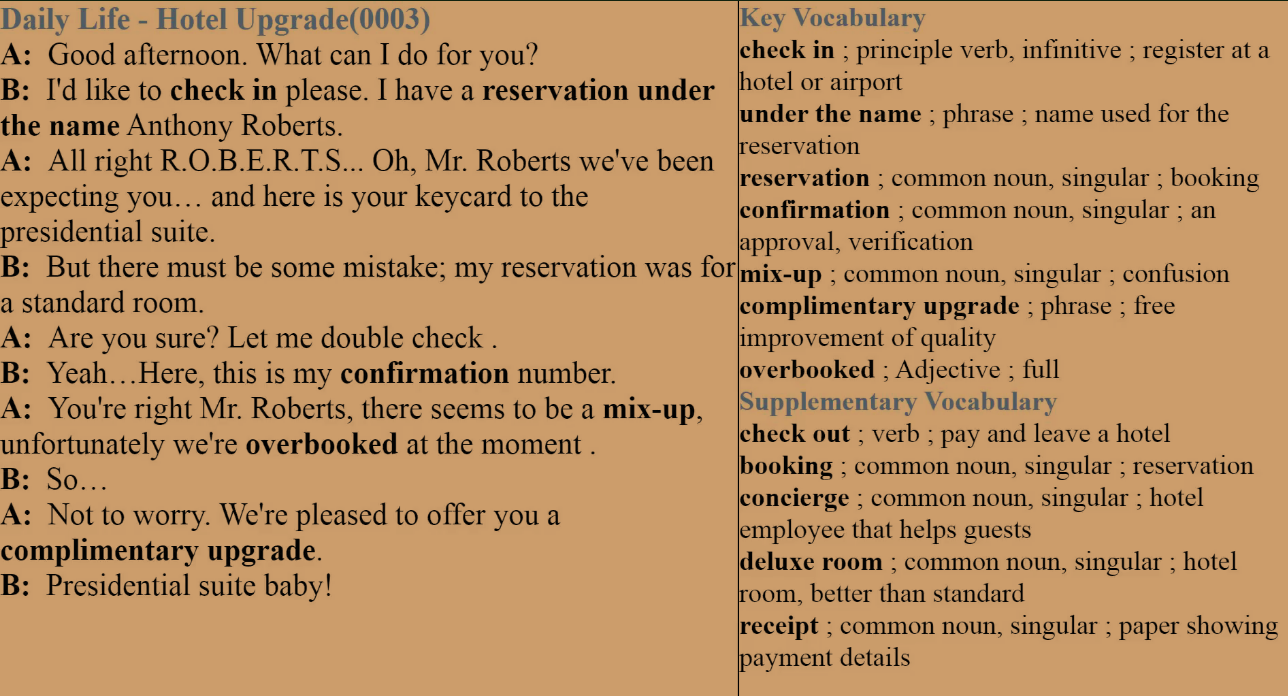 Daily Life - Hotel Upgrade(0003)
A: Good afternoon. What can I do for you?
B: I'd like to check in please. I have a reservation under
the name Anthony Roberts.
A: All right R.O.B.E.R.T.S... Oh, Mr. Roberts we've been
expecting you… and here is your keycard to the
presidential suite.
B: But there must be some mistake; my reservation was for
a standard room.
A: Are you sure? Let me double check .
B: Yeah…Here, this is my confirmation number.
A: You're right Mr. Roberts, there seems to be a mix-up,
unfortunately we're overbooked at the moment .
B: So…
A: Not to worry. We're pleased to offer you a
complimentary upgrade.
B: Presidential suite baby!
Key Vocabulary
check in ; principle verb, infinitive ; register at a
hotel or airport
under the name ; phrase ; name used for the
reservation
reservation ; common noun, singular ; booking
confirmation ; common noun, singular ; an
approval, verification
mix-up ; common noun, singular ; confusion
complimentary upgrade ; phrase ; free
improvement of quality
overbooked ; Adjective ; full
Supplementary Vocabulary
check out ; verb ; pay and leave a hotel
booking ; common noun, singular ; reservation
concierge ; common noun, singular ; hotel
employee that helps guests
deluxe room ; common noun, singular ; hotel
room, better than standard
receipt ; common noun, singular ; paper showing
payment details